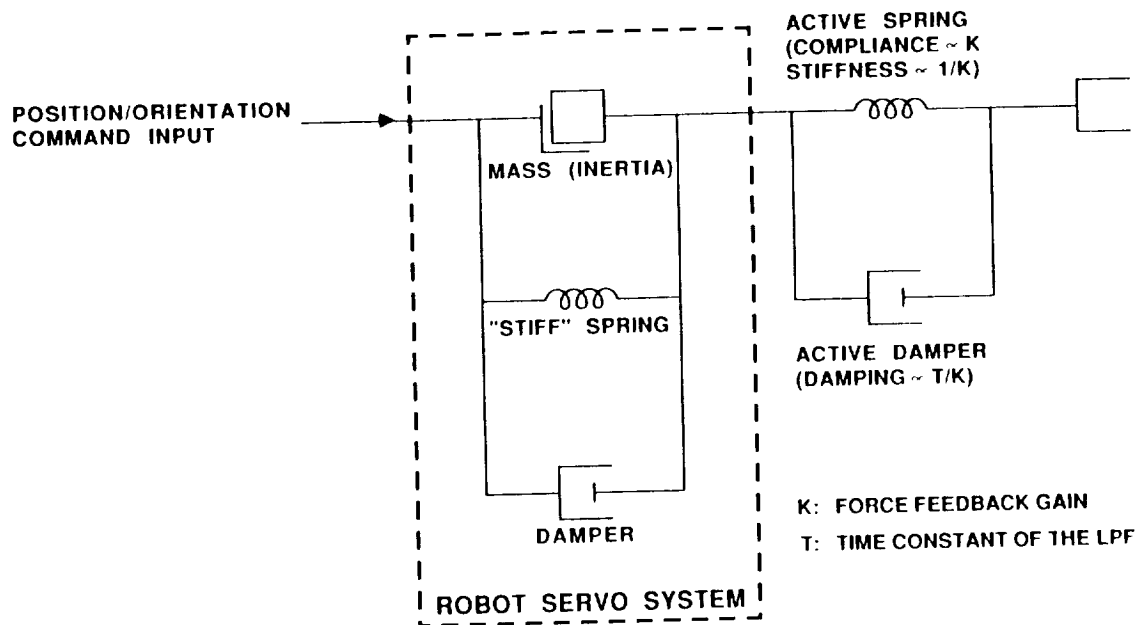 ACTIVE SPRING
(COMPLIANCE ~ K
STIFFNESS ~ 1/K)
POSITION/ORIENTATION
COMMAND INPUT
MASS (INERTIA)
"STIFF" SPRING
ACTIVE DAMPER
(DAMPING ~ T/K)
DAMPER
K: FORCE FEEDBACK GAIN
T: TIME CONSTANT OF THE LPF
ROBOT SERVO SYSTEM